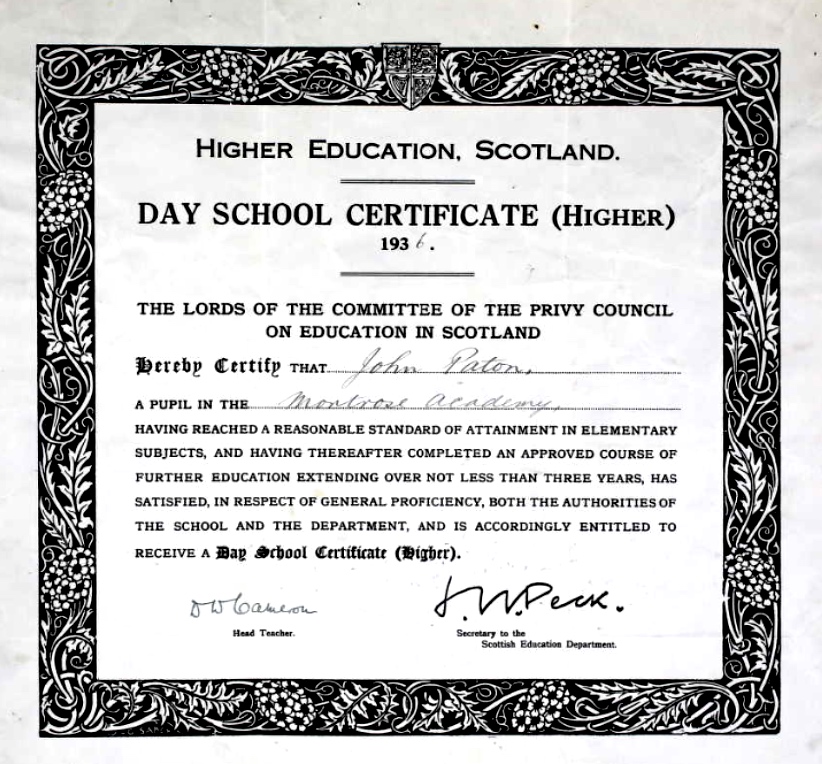 HIGHER EDUCATION, SCOTLAND.
DAY SCHOOL CERTIFICATE (HIGHER)
1936.
THE LORDS OF THE COMMITTEE OF THE PRIVY COUNCIL
ON EDUCATION IN SCOTLAND
Hereby Certify THAT John Paton,
A PUPIL IN THE Montrose Academy,
HAVING REACHED A REASONABLE STANDARD OF ATTAINMENT IN ELEMENTARY
SUBJECTS, AND HAVING THEREAFTER COMPLETED AN APPROVED COURSE OF
FURTHER EDUCATION EXTENDING OVER NOT LESS THAN THREE YEARS, HAS
SATISFIED, IN RESPECT OF GENERAL PROFICIENCY, BOTH THE AUTHORITIES OF
THE SCHOOL AND THE DEPARTMENT, AND IS ACCORDINGLY ENTITLED TO
RECEIVE A Day School Certificate (Higher).
D W Cameron
Head Teacher.
J. W. Peck.
Secretary to the
Scottish Education Department.